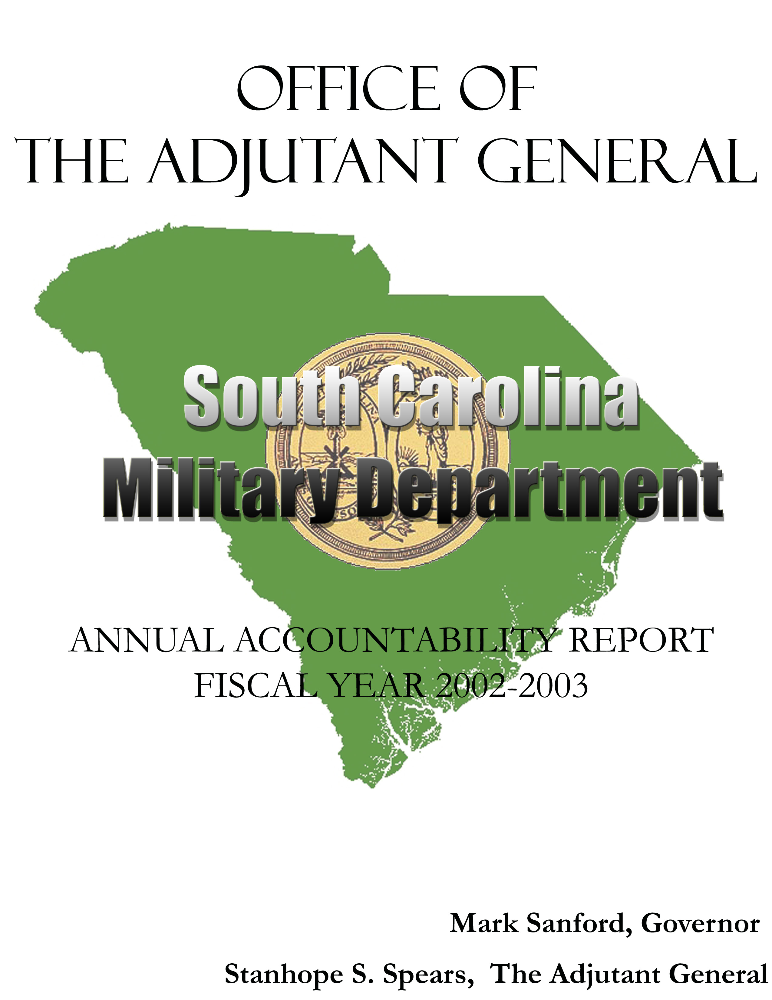 OFFICE OF
THE ADJUTANT GENERAL
South Carolina
Military Department
ANNUAL ACCOUNTABILITY REPORT
FISCAL YEAR 2002-2003
Mark Sanford, Governor
Stanhope S. Spears, The Adjutant General